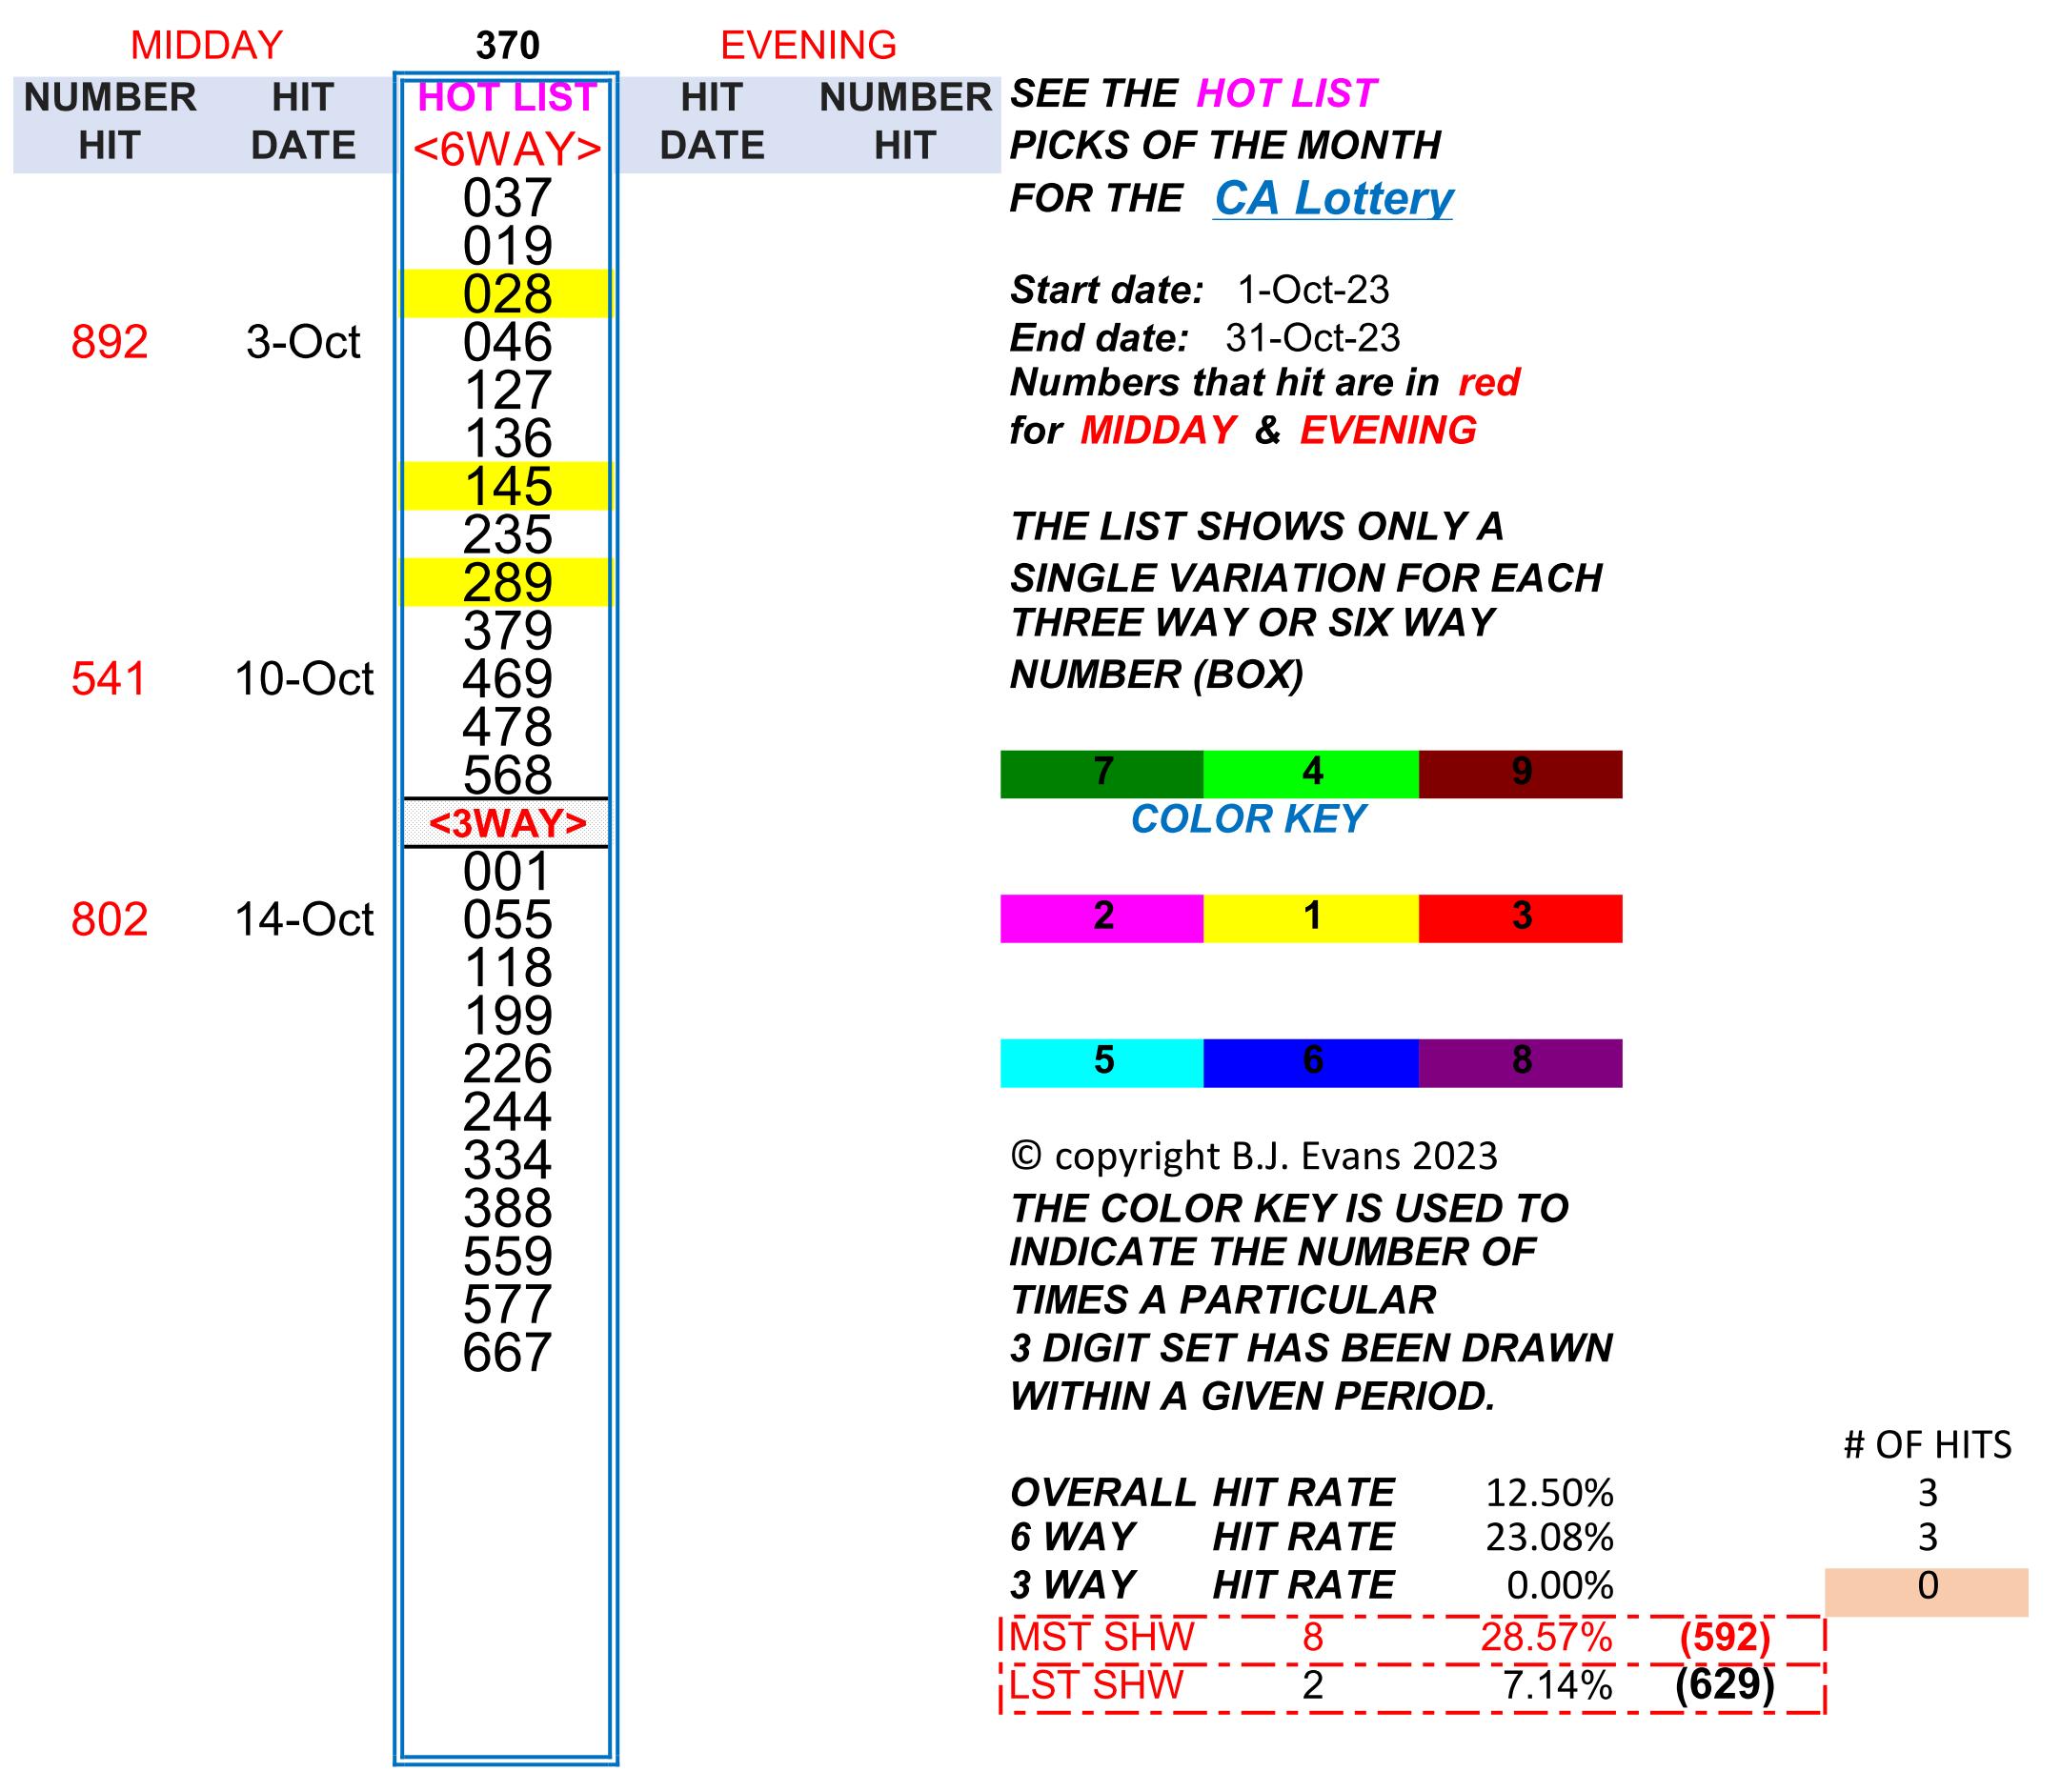 MIDDAY 370 EVENING
NUMBER HIT HOT LIST HIT NUMBER SEE THE HOT LIST
HIT DATE <6WAY> DATE HIT PICKS OF THE MONTH
037 FOR THE CA Lottery
019
028 Start date: 1-Oct-23
892 3-Oct 046 End date: 31-Oct-23
127 Numbers that hit are in red
136 for MIDDAY & EVENING
145
235 THE LIST SHOWS ONLY A
289 SINGLE VARIATION FOR EACH
379 THREE WAY OR SIX WAY
541 10-Oct 469 NUMBER (BOX)
478
568 7 4 9
<3WAY> COLOR KEY
001
802 14-Oct 055 2 1 3
118
199
226 5 6 8
244
334 © copyright B.J. Evans 2023
388 THE COLOR KEY IS USED TO
559 INDICATE THE NUMBER OF
577 TIMES A PARTICULAR
667 3 DIGIT SET HAS BEEN DRAWN
WITHIN A GIVEN PERIOD.
# OF HITS
OVERALL HIT RATE 12.50% 3
6 WAY HIT RATE 23.08% 3
3 WAY HIT RATE 0.00% 0
MST SHW 8 28.57% (592)
LST SHW 2 7.14% (629)